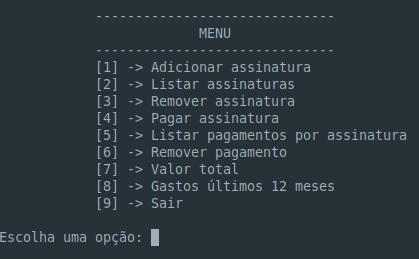 ------------------------------
MENU
------------------------------
[1] -> Adicionar assinatura
[2] -> Listar assinaturas
[3] -> Remover assinatura
[4] -> Pagar assinatura
[5] -> Listar pagamentos por assinatura
[6] -> Remover pagamento
[7] -> Valor total
[8] -> Gastos últimos 12 meses
[9] -> Sair
Escolha uma opção: